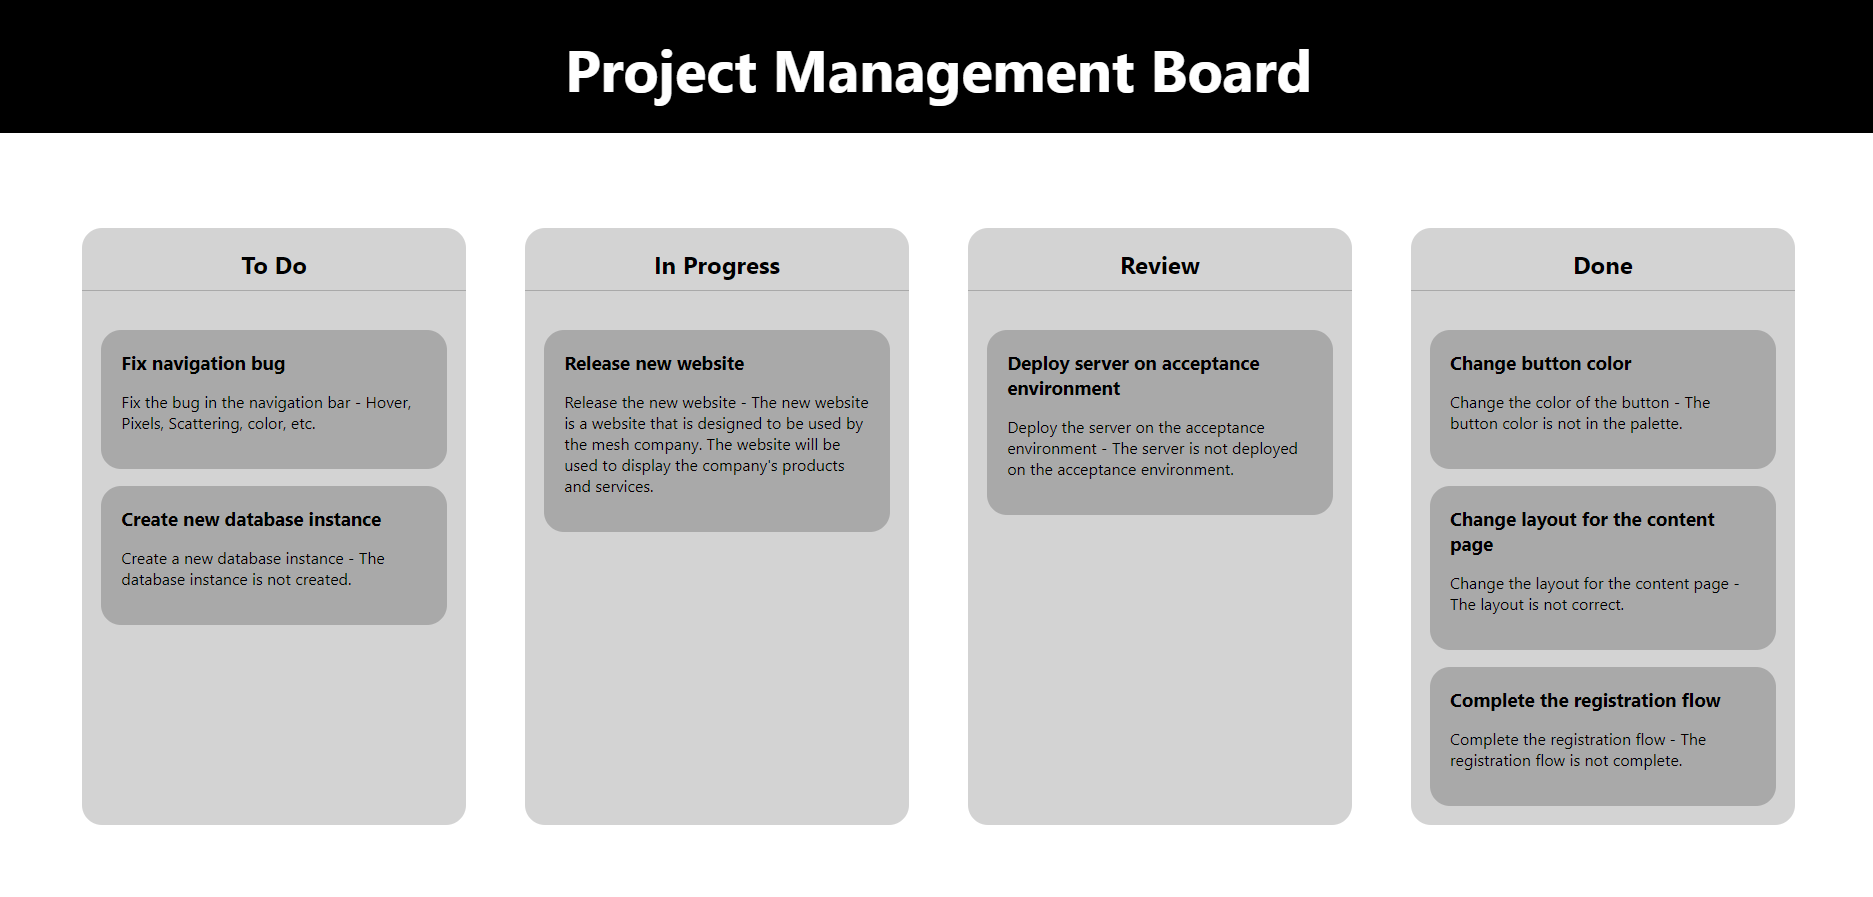 Project Management Board
To Do
Fix navigation bug
Fix the bug in the navigation bar - Hover,
Pixels, Scattering, color, etc.
Create new database instance
Create a new database instance - The
database instance is not created.
In Progress
Release new website
Release the new website - The new website
is a website that is designed to be used by
the mesh company. The website will be
used to display the company's products
and services.
Review
Deploy server on acceptance
environment
Deploy the server on the acceptance
environment - The server is not deployed
on the acceptance environment.
Done
Change button color
Change the color of the button - The
button color is not in the palette.
Change layout for the content
page
Change the layout for the content page -
The layout is not correct.
Complete the registration flow
Complete the registration flow - The
registration flow is not complete.